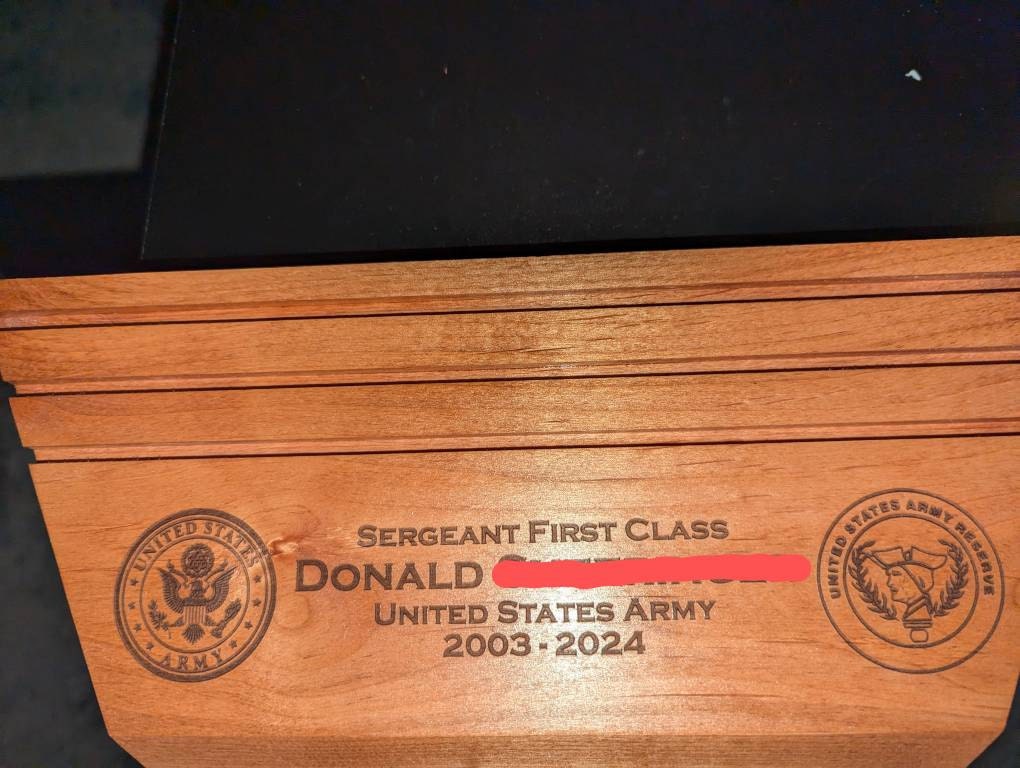 SERGEANT FIRST CLASS
DONALD
UNITED STATES ARMY
2003 - 2024
UNITED STATES
ARMY
UNITED STATES ARMY RESERVE